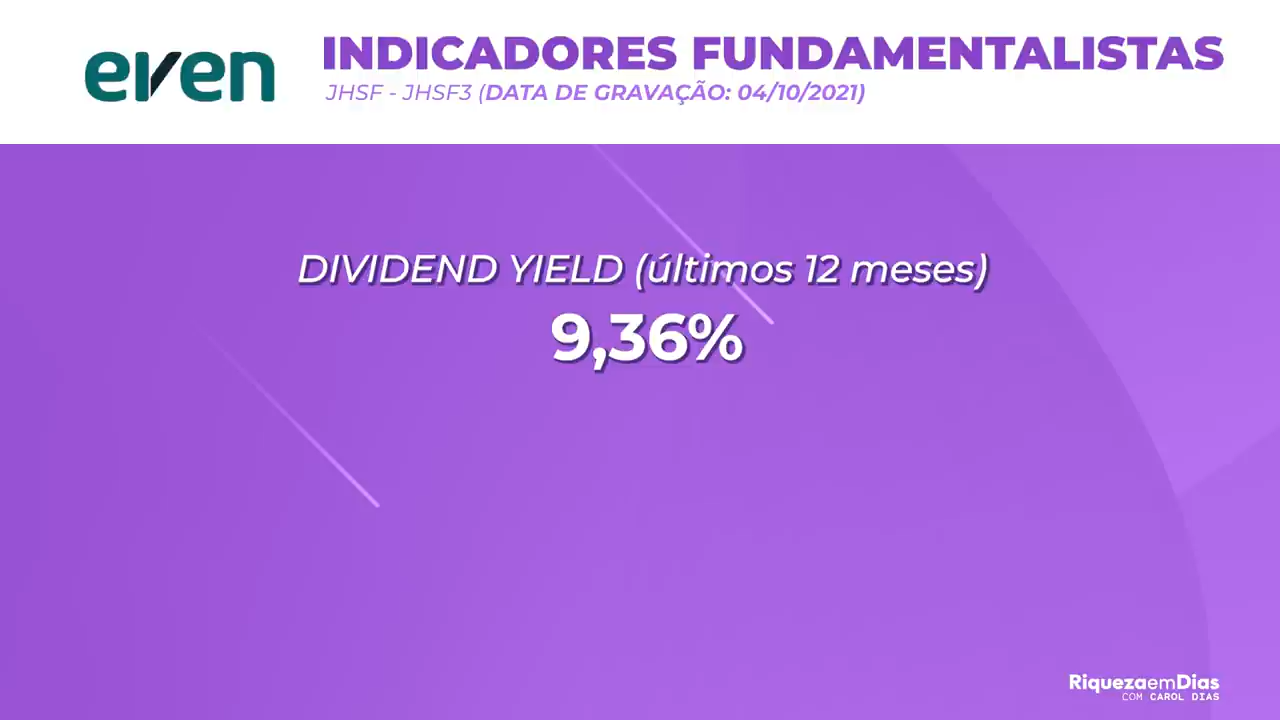 even
INDICADORES FUNDAMENTALISTAS
JHSF - JHSF3 (DATA DE GRAVAÇÃO: 04/10/2021)
DIVIDEND YIELD (últimos 12 meses)
9,36%
RiquezaemDias
COM CAROL DIAS